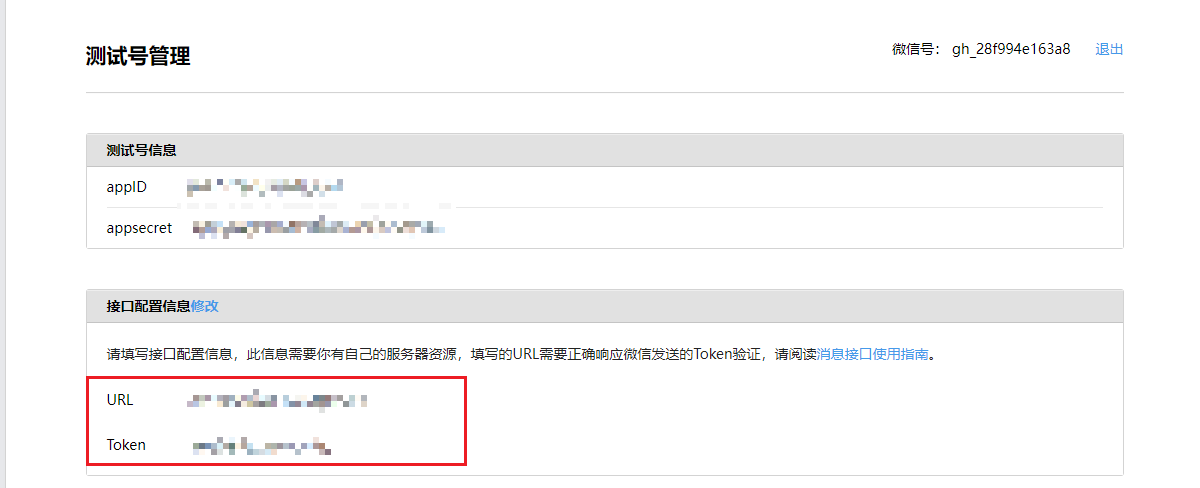 测试号管理
微信号： gh_28f994e163a8 退出
测试号信息
appID
appsecret
接口配置信息修改
请填写接口配置信息，此信息需要你有自己的服务器资源，填写的URL需要正确响应微信发送的Token验证，请阅读消息接口使用指南。
URL
Token